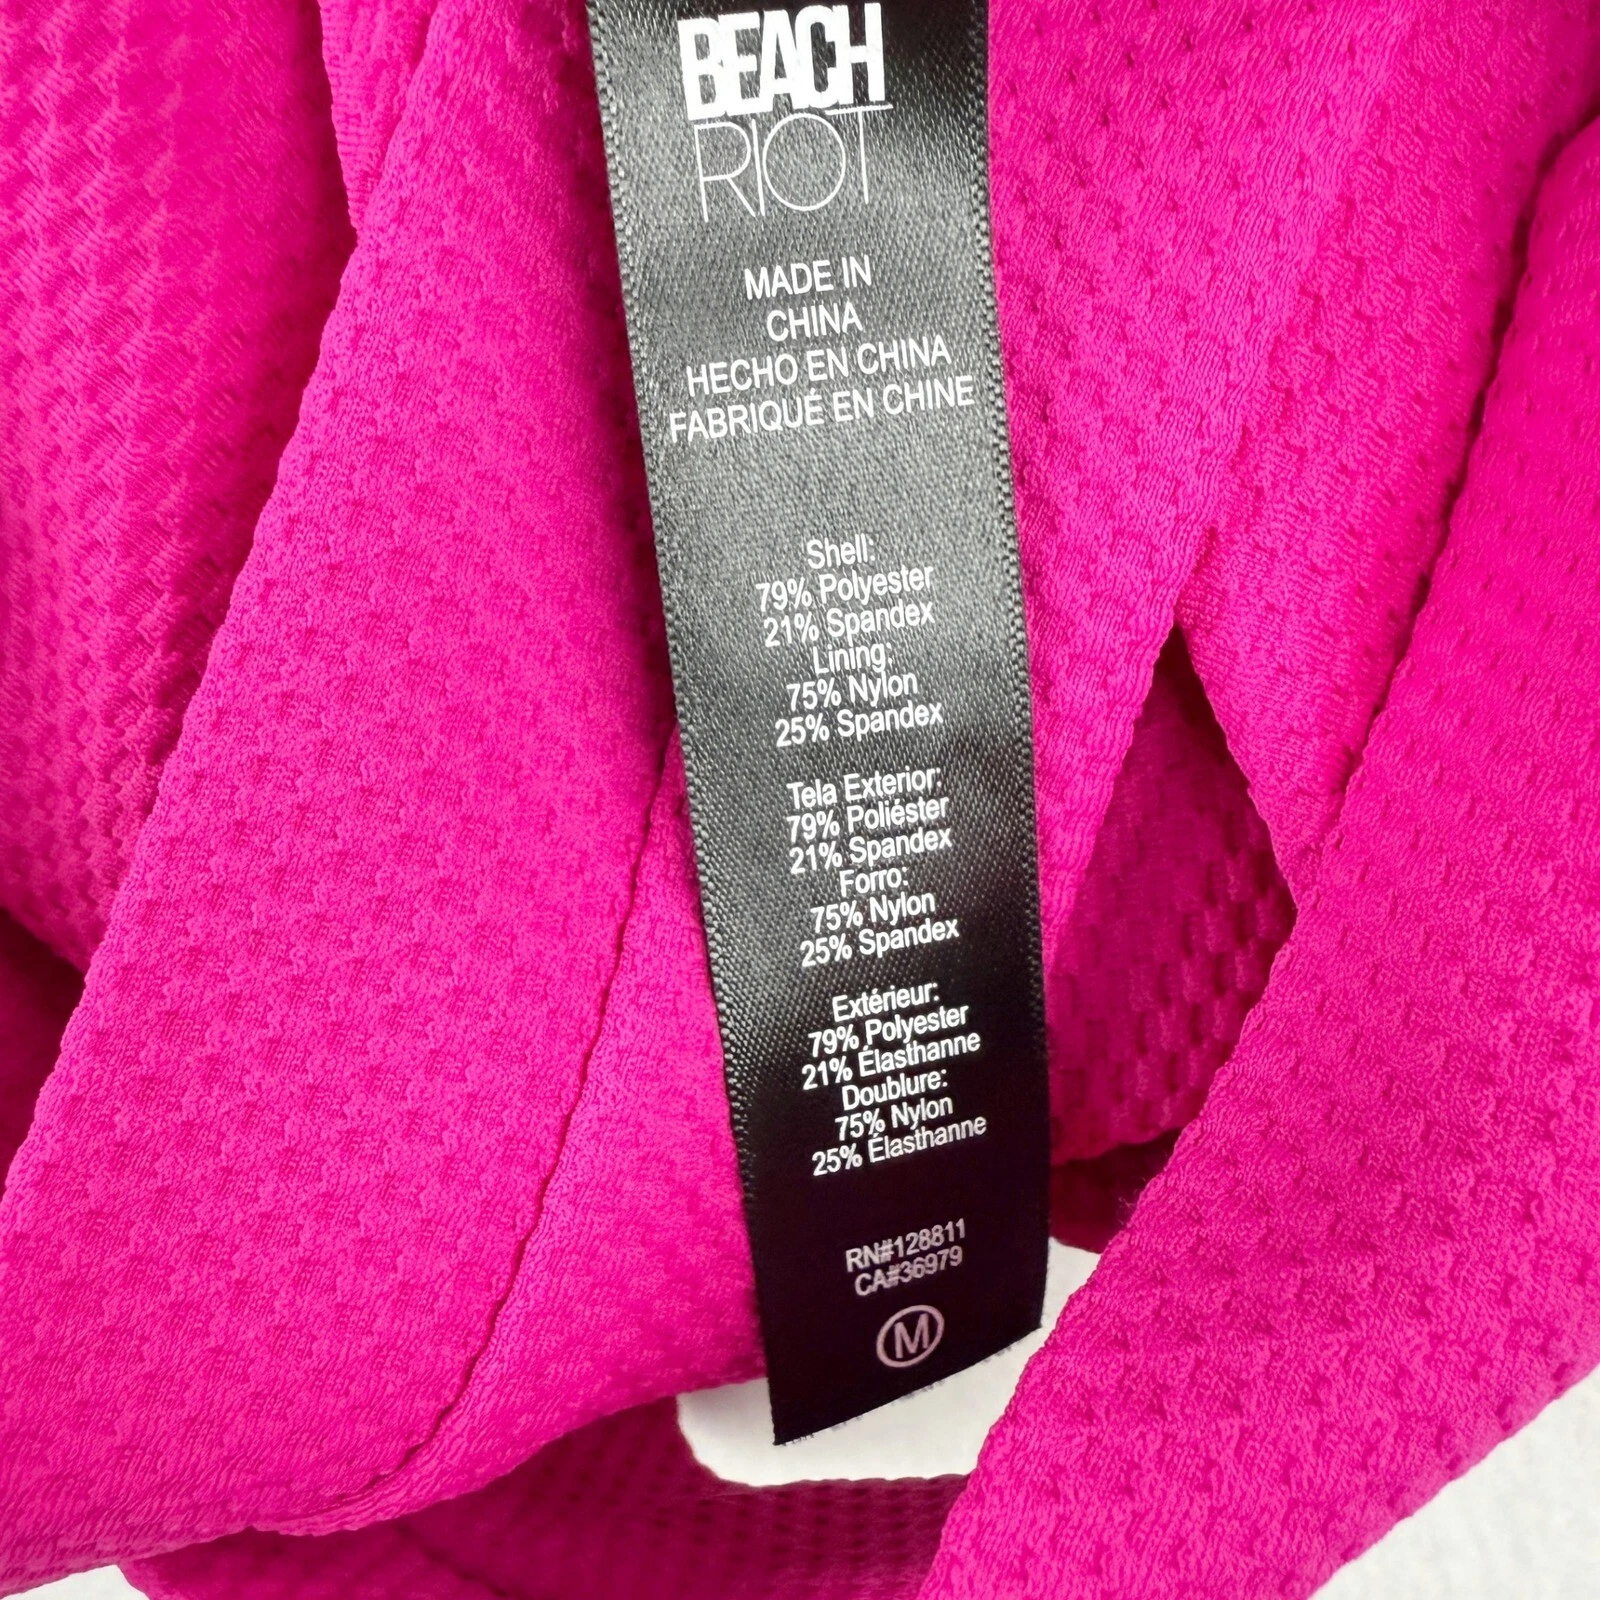 BEACH
RIOT
MADE IN
CHINA
HECHO EN CHINA
FABRIQUÉ EN CHINE
Shell:
79% Polyester
21% Spandex
Lining:
75% Nylon
25% Spandex
Tela Exterior:
79% Poliéster
21% Spandex
Forro:
75% Nylon
25% Spandex
Extérieur:
79% Polyester
21% Élasthanne
Doublure:
75% Nylon
25% Élasthanne
RN#128811
CA#36979
M